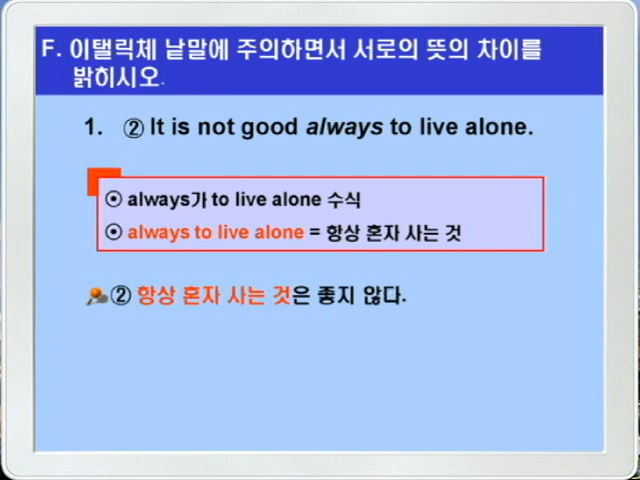 F. 이탤릭체 낱말에 주의하면서 서로의 뜻의 차이를
밝히시오.
1. ② It is not good always to live alone.
⊙ always가 to live alone 수식
⊙ always to live alone = 항상 혼자 사는 것
② 항상 혼자 사는 것은 좋지 않다.